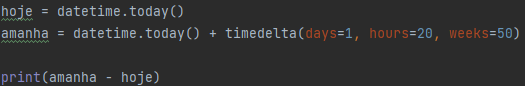 hoje = datetime.today()
amanha = datetime.today() + timedelta(days=1, hours=20, weeks=50)
print(amanha - hoje)